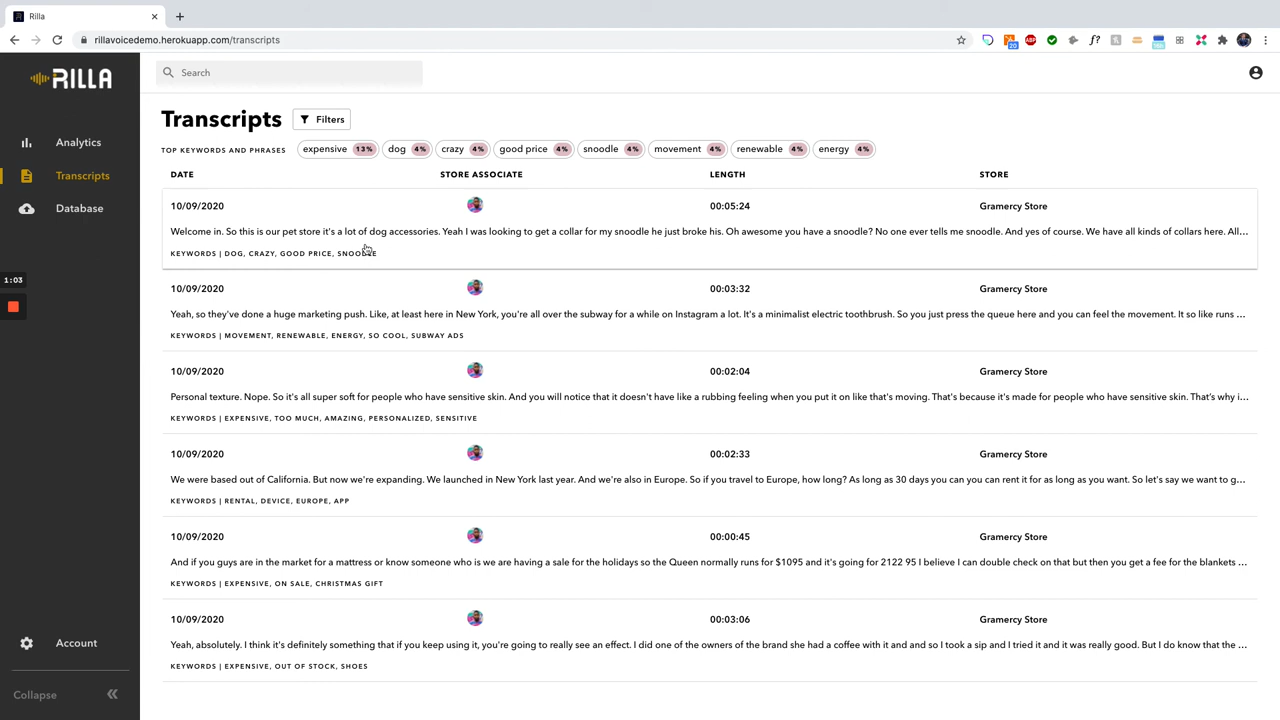 Rilla
rillavoicedemo.herokuapp.com/transcripts
ABP
20
f?
16h
RILLA
Search
Analytics
Transcripts
Database
1:03
Account
Collapse
Transcripts
Filters
TOP KEYWORDS AND PHRASES expensive 13% dog 4% crazy 4% good price 4% snoodle 4% movement 4% renewable 4% energy 4%
DATE STORE ASSOCIATE LENGTH STORE
10/09/2020 00:05:24 Gramercy Store
Welcome in. So this is our pet store it's a lot of dog accessories. Yeah I was looking to get a collar for my snoodle he just broke his. Oh awesome you have a snoodle? No one ever tells me snoodle. And yes of course. We have all kinds of collars here. All...
KEYWORDS | DOG, CRAZY, GOOD PRICE, SNOODLE
10/09/2020 00:03:32 Gramercy Store
Yeah, so they've done a huge marketing push. Like, at least here in New York, you're all over the subway for a while on Instagram a lot. It's a minimalist electric toothbrush. So you just press the queue here and you can feel the movement. It so like runs ...
KEYWORDS | MOVEMENT, RENEWABLE, ENERGY, SO COOL, SUBWAY ADS
10/09/2020 00:02:04 Gramercy Store
Personal texture. Nope. So it's all super soft for people who have sensitive skin. And you will notice that it doesn't have like a rubbing feeling when you put it on like that's moving. That's because it's made for people who have sensitive skin. That's why i...
KEYWORDS | EXPENSIVE, TOO MUCH, AMAZING, PERSONALIZED, SENSITIVE
10/09/2020 00:02:33 Gramercy Store
We were based out of California. But now we're expanding. We launched in New York last year. And we're also in Europe. So if you travel to Europe, how long? As long as 30 days you can you can rent it for as long as you want. So let's say we want to g...
KEYWORDS | RENTAL, DEVICE, EUROPE, APP
10/09/2020 00:00:45 Gramercy Store
And if you guys are in the market for a mattress or know someone who is we are having a sale for the holidays so the Queen normally runs for $1095 and it's going for 2122 95 I believe I can double check on that but then you get a fee for the blankets ...
KEYWORDS | EXPENSIVE, ON SALE, CHRISTMAS GIFT
10/09/2020 00:03:06 Gramercy Store
Yeah, absolutely. I think it's definitely something that if you keep using it, you're going to really see an effect. I did one of the owners of the brand she had a coffee with it and and so I took a sip and I tried it and it was really good. But I do know that the ...
KEYWORDS | EXPENSIVE, OUT OF STOCK, SHOES